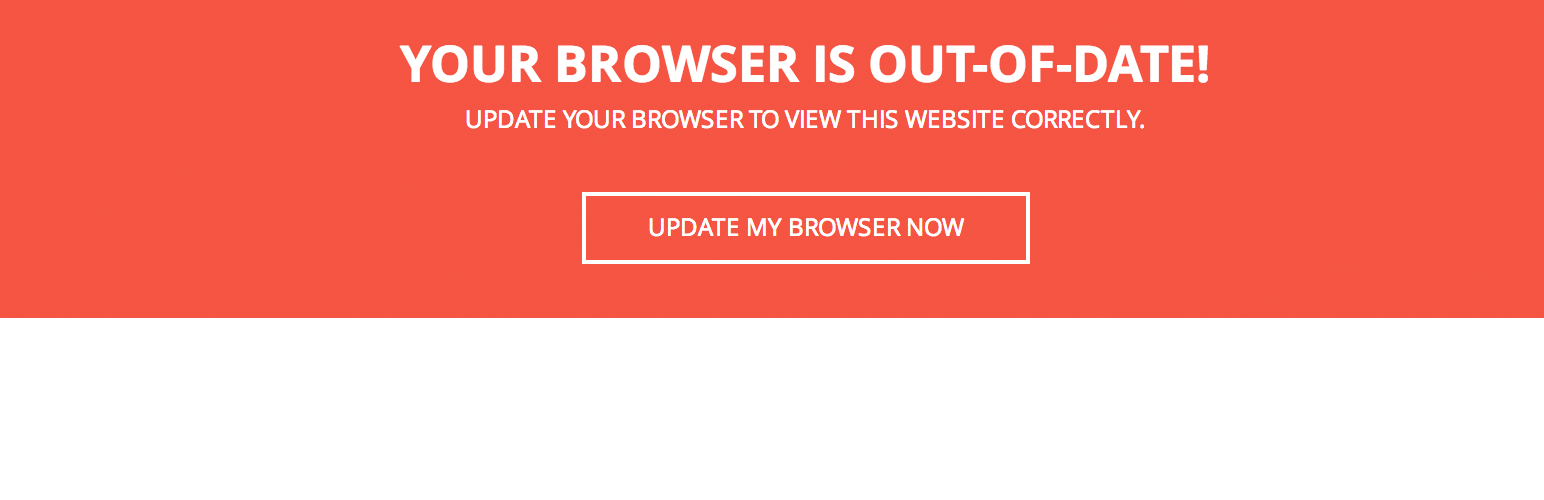 YOUR BROWSER IS OUT-OF-DATE!
UPDATE YOUR BROWSER TO VIEW THIS WEBSITE CORRECTLY.
UPDATE MY BROWSER NOW